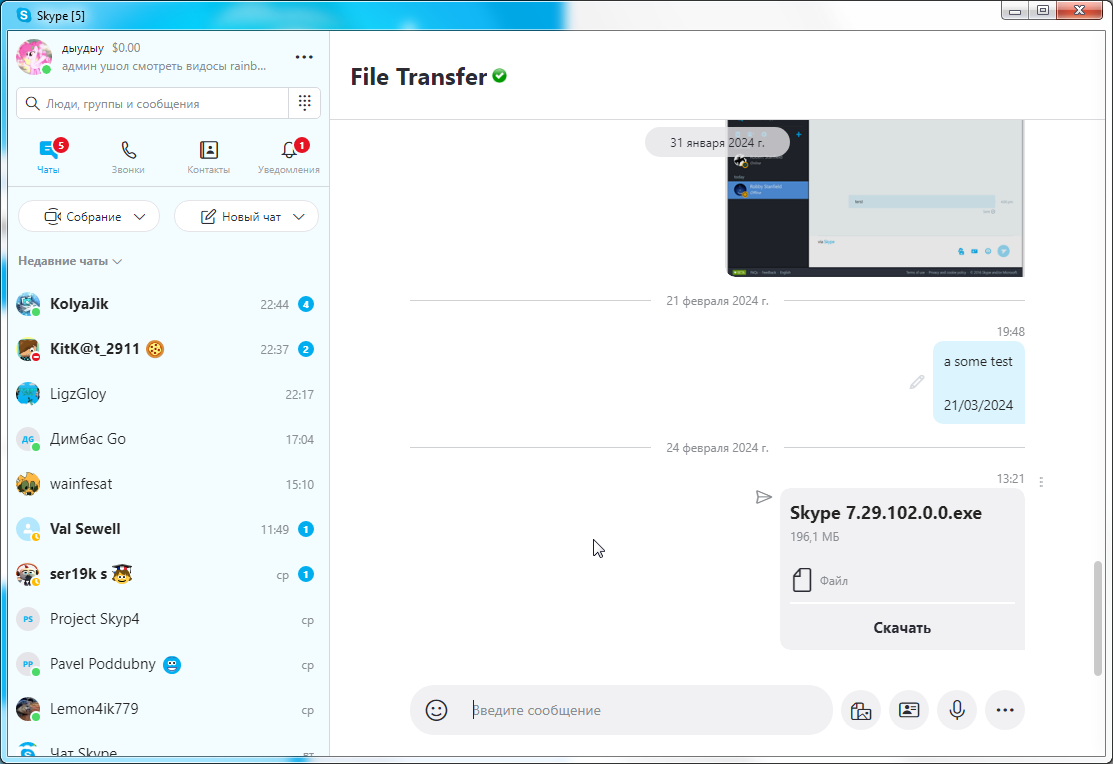 Skype [5]
дыудыу $0.00
админ ушол смотреть видосы rainb...
Люди, группы и сообщения
5
1
Чаты
Звонки
Контакты
Уведомления
Собрание
Новый чат
Недавние чаты
KolyaJik 22:44 4
KitK@t_2911 22:37 2
LigzGloy 22:17
DG Димбас Go 17:04
wainfesat 15:10
Val Sewell 11:49 1
ser19k s ср 1
PS Project Skyp4 ср
PP Pavel Poddubny ср
Lemon4ik779 ср
Чат Skype вт
File Transfer
31 января 2024 г.
21 февраля 2024 г.
19:48
a some test
21/03/2024
24 февраля 2024 г.
13:21
Skype 7.29.102.0.0.exe
196,1 МБ
Файл
Скачать
Введите сообщение